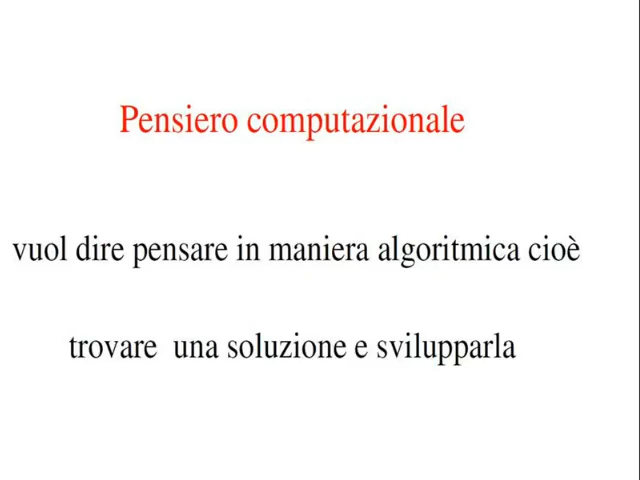 Pensiero computazionale
vuol dire pensare in maniera algoritmica cioè
trovare una soluzione e svilupparla